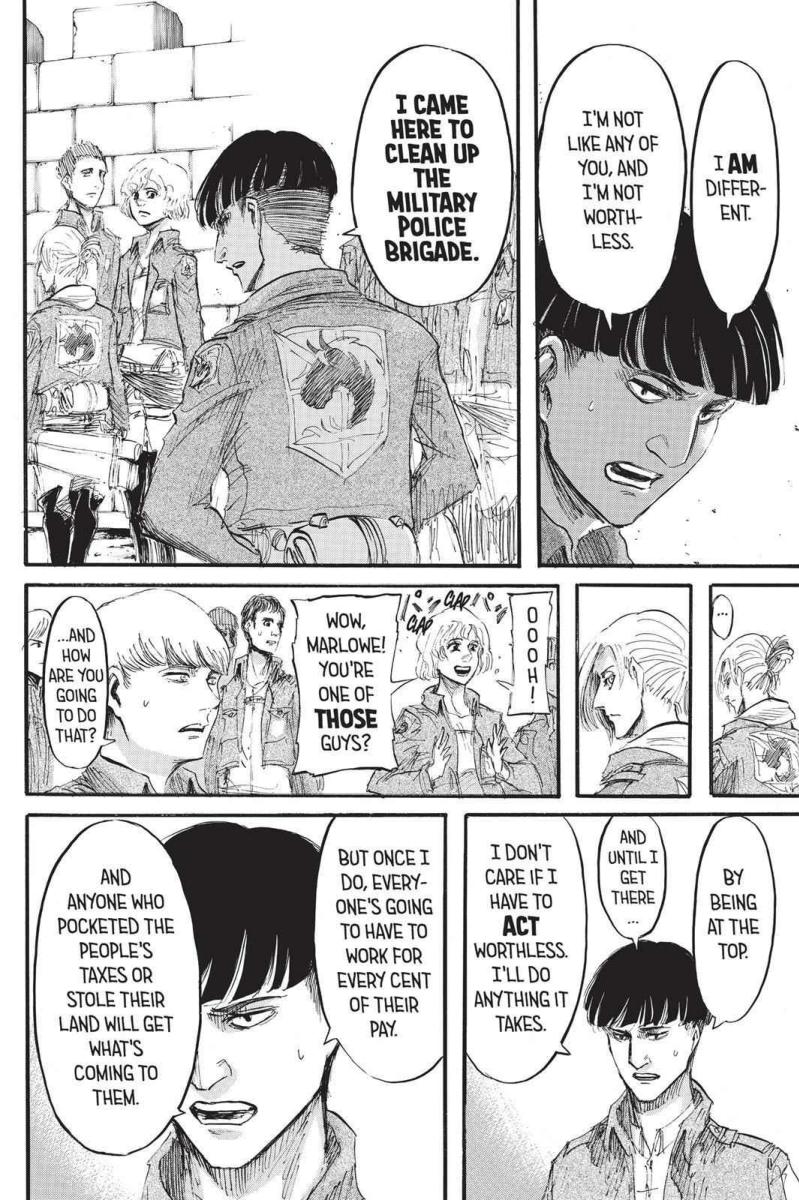 I AM
DIFFER-
ENT.
I'M NOT
LIKE ANY OF
YOU, AND
I'M NOT
WORTH-
LESS.
I CAME
HERE TO
CLEAN UP
THE
MILITARY
POLICE
BRIGADE.
...
OOOH!
CLAP
CLAP
CLAP
WOW,
MARLOWE!
YOU'RE
ONE OF
THOSE
GUYS?
...AND
HOW
ARE YOU
GOING
TO DO
THAT?
BY
BEING
AT THE
TOP.
AND
UNTIL I
GET
THERE
...
I DON'T
CARE IF I
HAVE TO
ACT
WORTHLESS.
I'LL DO
ANYTHING IT
TAKES.
BUT ONCE I
DO, EVERY-
ONE'S GOING
TO HAVE TO
WORK FOR
EVERY CENT
OF THEIR
PAY.
AND
ANYONE WHO
POCKETED THE
PEOPLE'S
TAXES OR
STOLE THEIR
LAND WILL GET
WHAT'S
COMING TO
THEM.